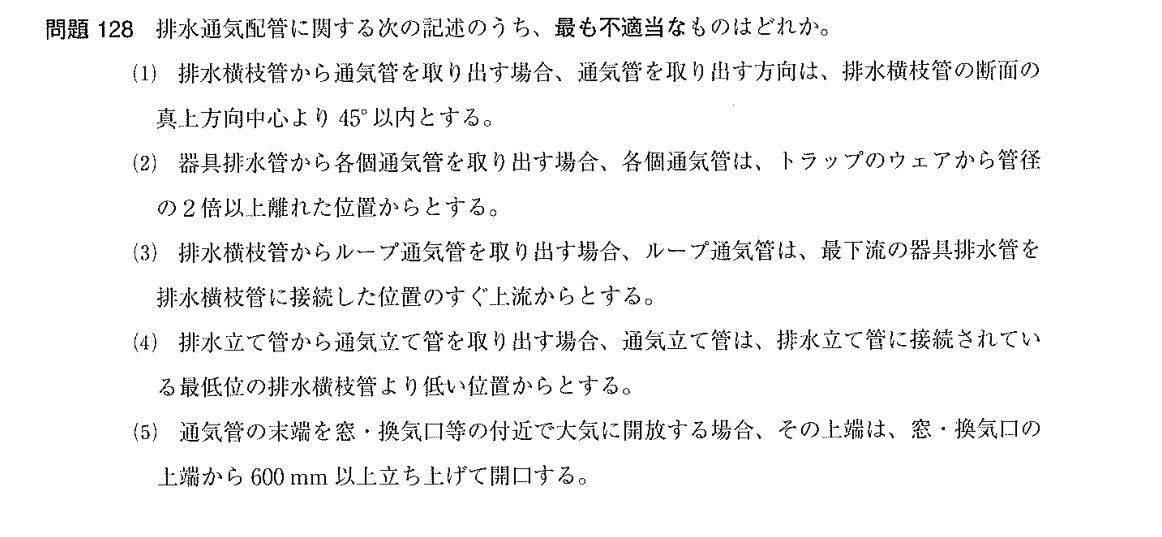 問題 128 排水通気配管に関する次の記述のうち、最も不適当なものはどれか。
(1) 排水横枝管から通気管を取り出す場合、通気管を取り出す方向は、排水横枝管の断面の
真上方向中心より 45° 以内とする。
(2) 器具排水管から各個通気管を取り出す場合、各個通気管は、トラップのウェアから管径
の２倍以上離れた位置からとする。
(3) 排水横枝管からループ通気管を取り出す場合、ループ通気管は、最下流の器具排水管を
排水横枝管に接続した位置のすぐ上流からとする。
(4) 排水立て管から通気立て管を取り出す場合、通気立て管は、排水立て管に接続されてい
る最低位の排水横枝管より低い位置からとする。
(5) 通気管の末端を窓・換気口等の付近で大気に開放する場合、その上端は、窓・換気口の
上端から 600 mm 以上立ち上げて開口する。